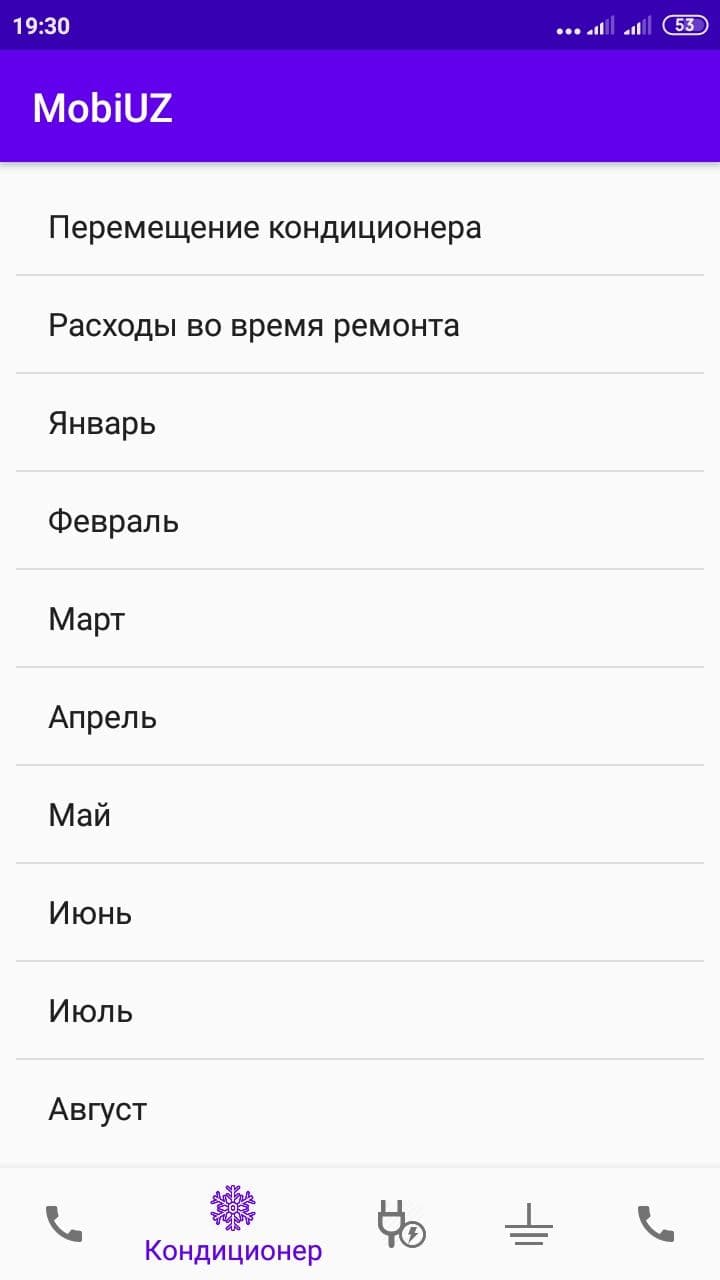 19:30
53
MobiUZ
Перемещение кондиционера
Расходы во время ремонта
Январь
Февраль
Март
Апрель
Май
Июнь
Июль
Август
Кондиционер